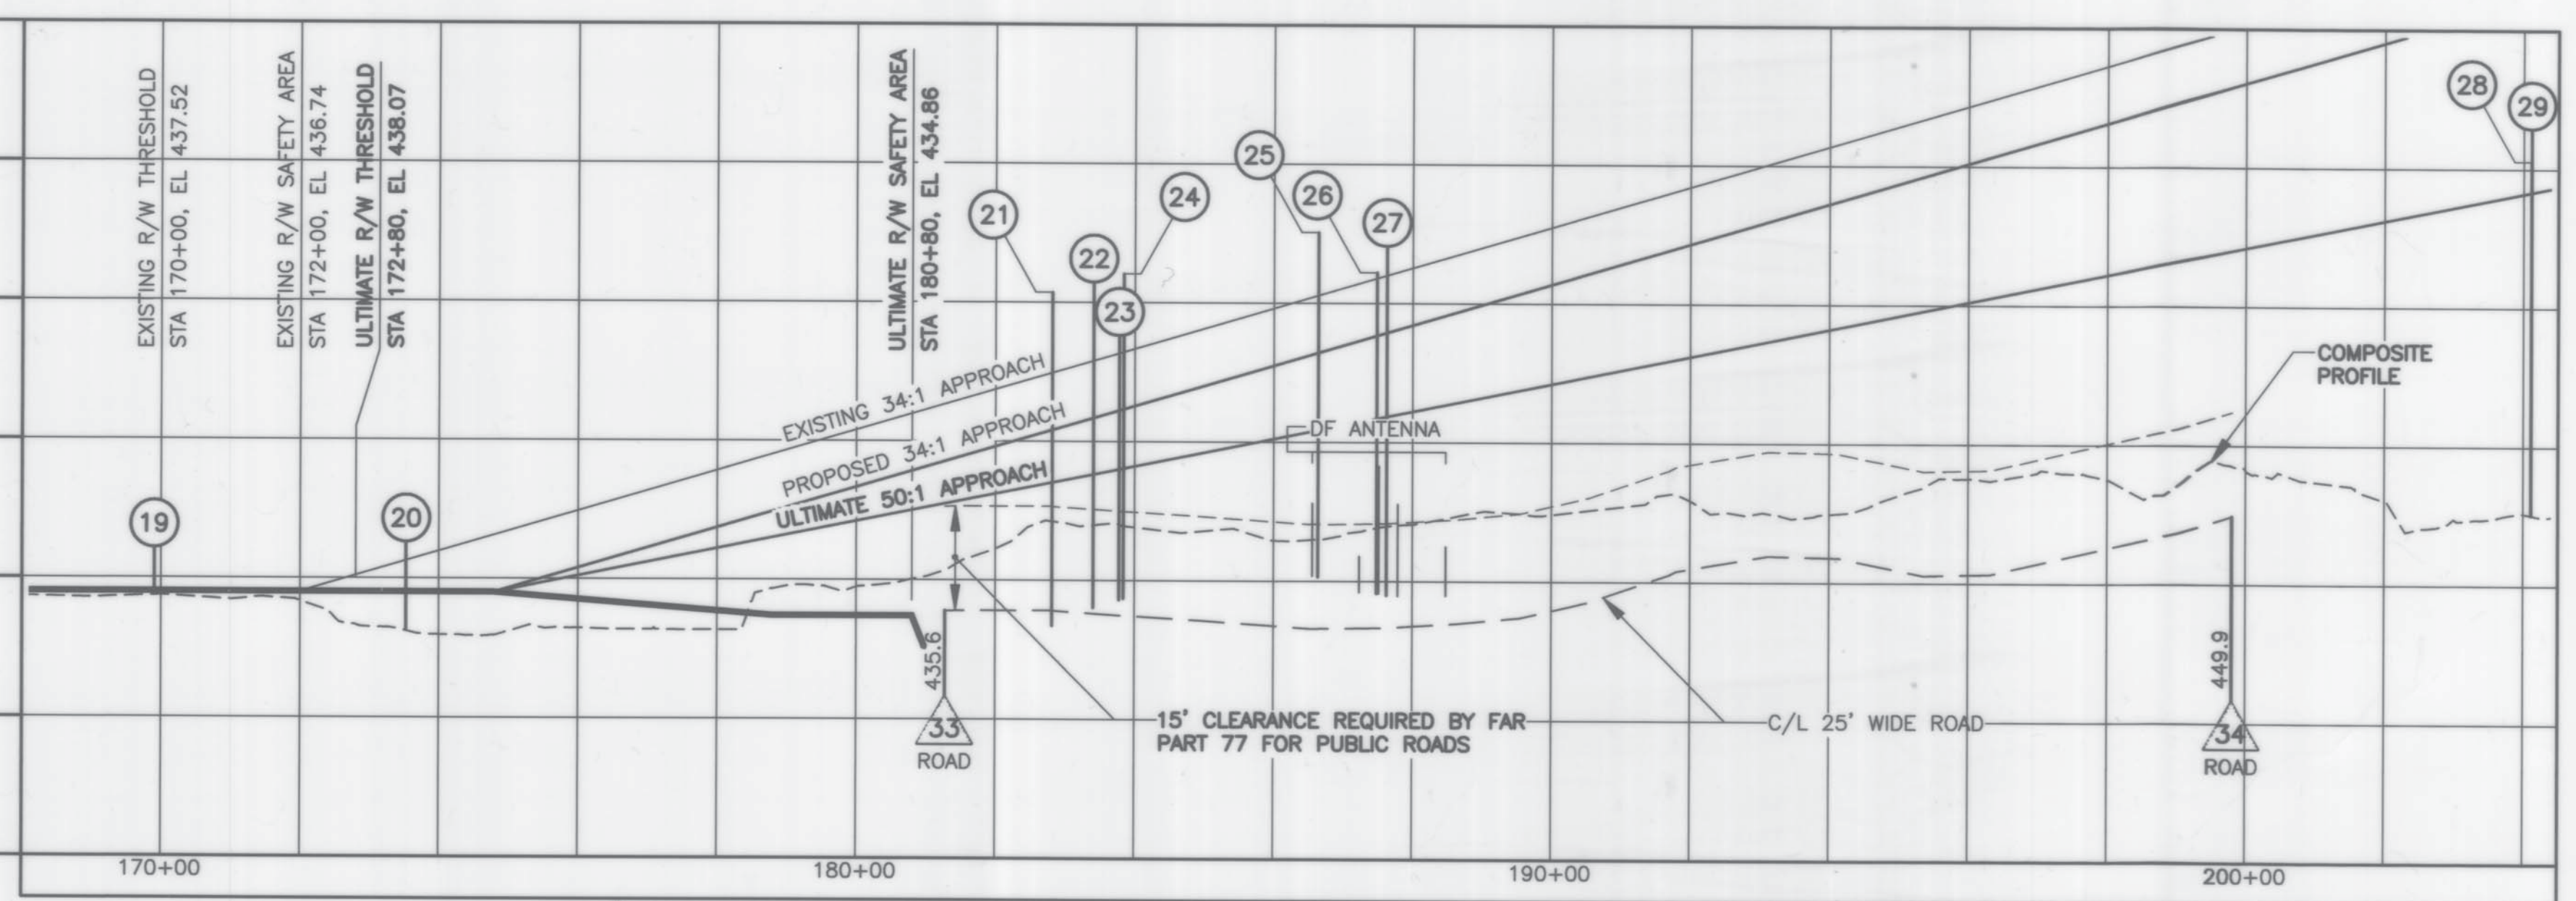 EXISTING R/W THRESHOLD
STA 170+00, EL 437.52
EXISTING R/W SAFETY AREA
STA 172+00, EL 436.74
ULTIMATE R/W THRESHOLD
STA 172+80, EL 438.07
ULTIMATE R/W SAFETY AREA
STA 180+80, EL 434.86
19
20
21
22
23
24
25
26
27
28
29
EXISTING 34:1 APPROACH
PROPOSED 34:1 APPROACH
ULTIMATE 50:1 APPROACH
DF ANTENNA
COMPOSITE
PROFILE
435.6
33
ROAD
15' CLEARANCE REQUIRED BY FAR
PART 77 FOR PUBLIC ROADS
C/L 25' WIDE ROAD
449.9
34
ROAD
170+00
180+00
190+00
200+00